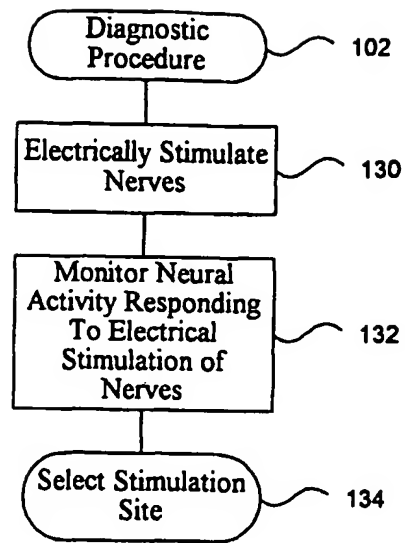 Diagnostic
Procedure
102
Electrically Stimulate
Nerves
130
Monitor Neural
Activity Responding
To Electrical
Stimulation of
Nerves
132
Select Stimulation
Site
134